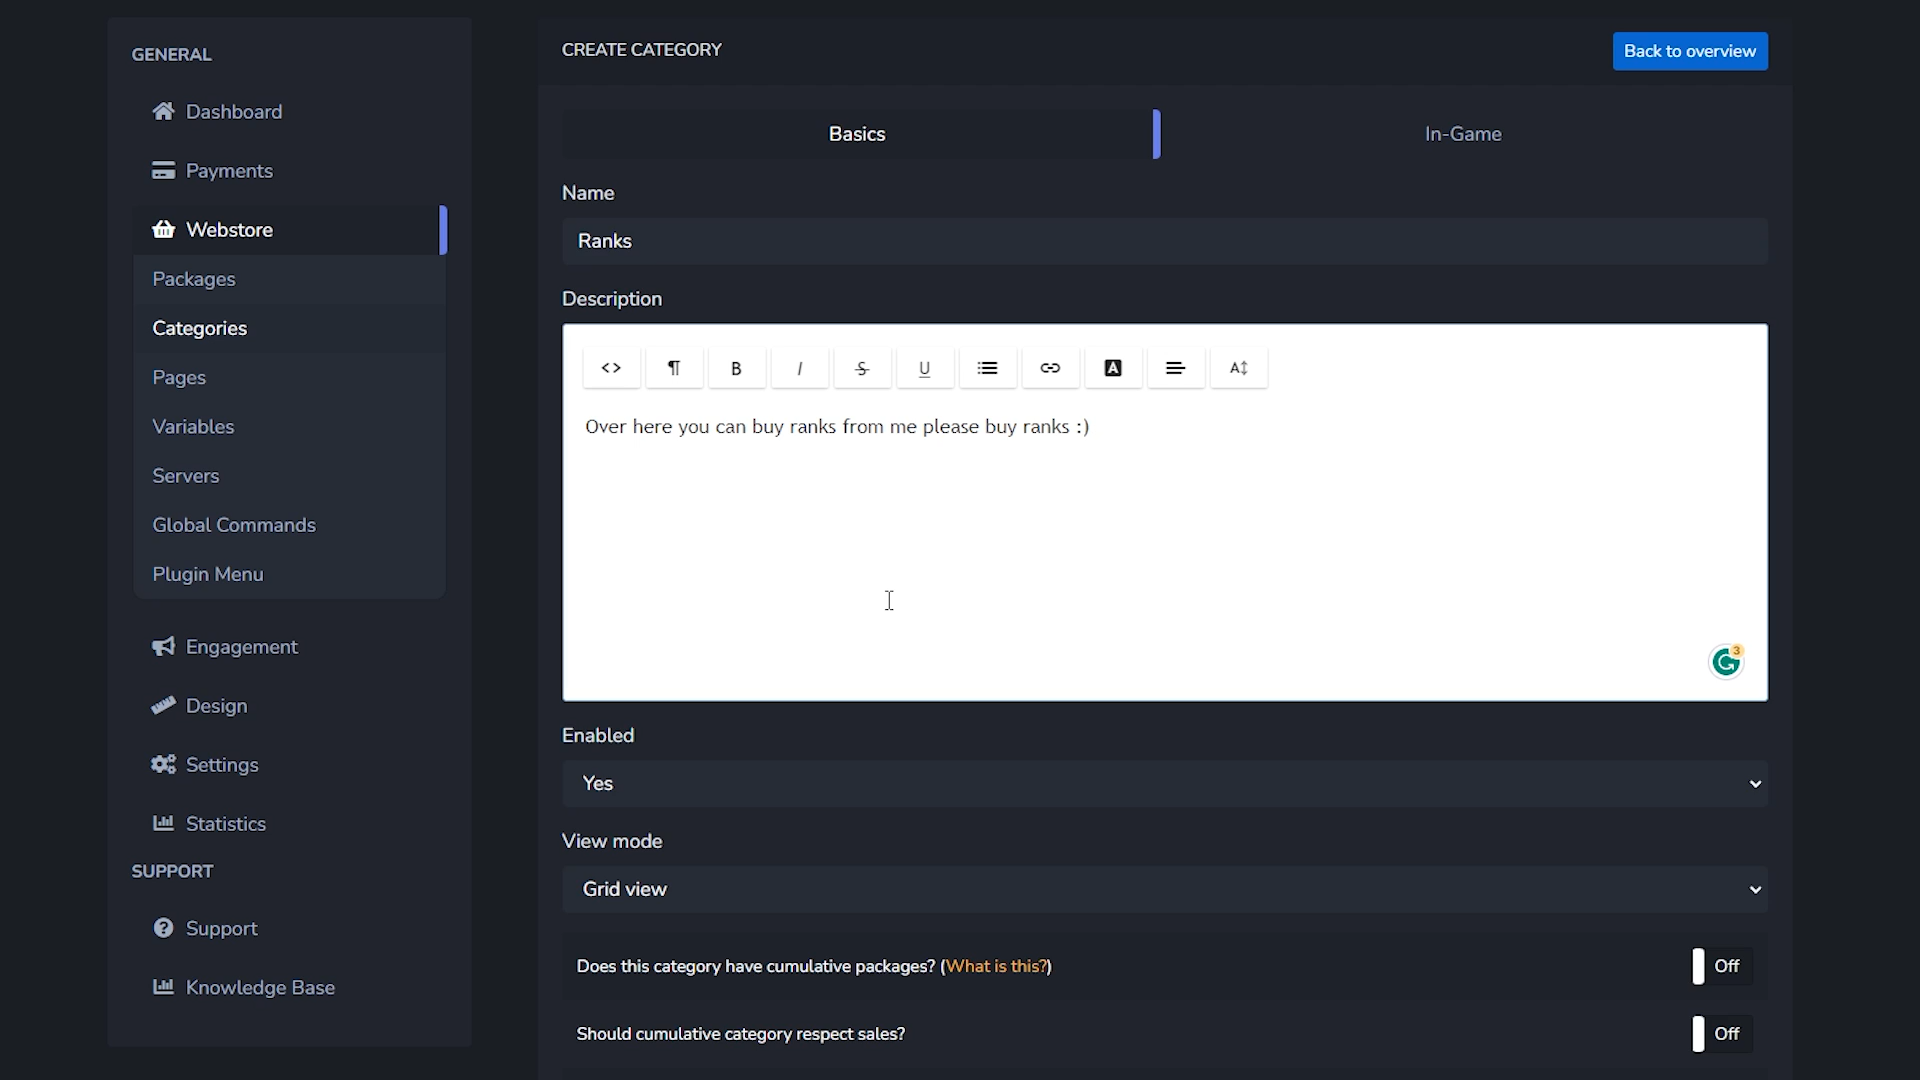 GENERAL
Dashboard
Payments
Webstore
Packages
Categories
Pages
Variables
Servers
Global Commands
Plugin Menu
Engagement
Design
Settings
Statistics
SUPPORT
Support
Knowledge Base
CREATE CATEGORY
Back to overview
Basics
In-Game
Name
Ranks
Description
<> ¶ B I S U A A↕
Over here you can buy ranks from me please buy ranks :)
3
Enabled
Yes
View mode
Grid view
Does this category have cumulative packages? (What is this?)
Off
Should cumulative category respect sales?
Off